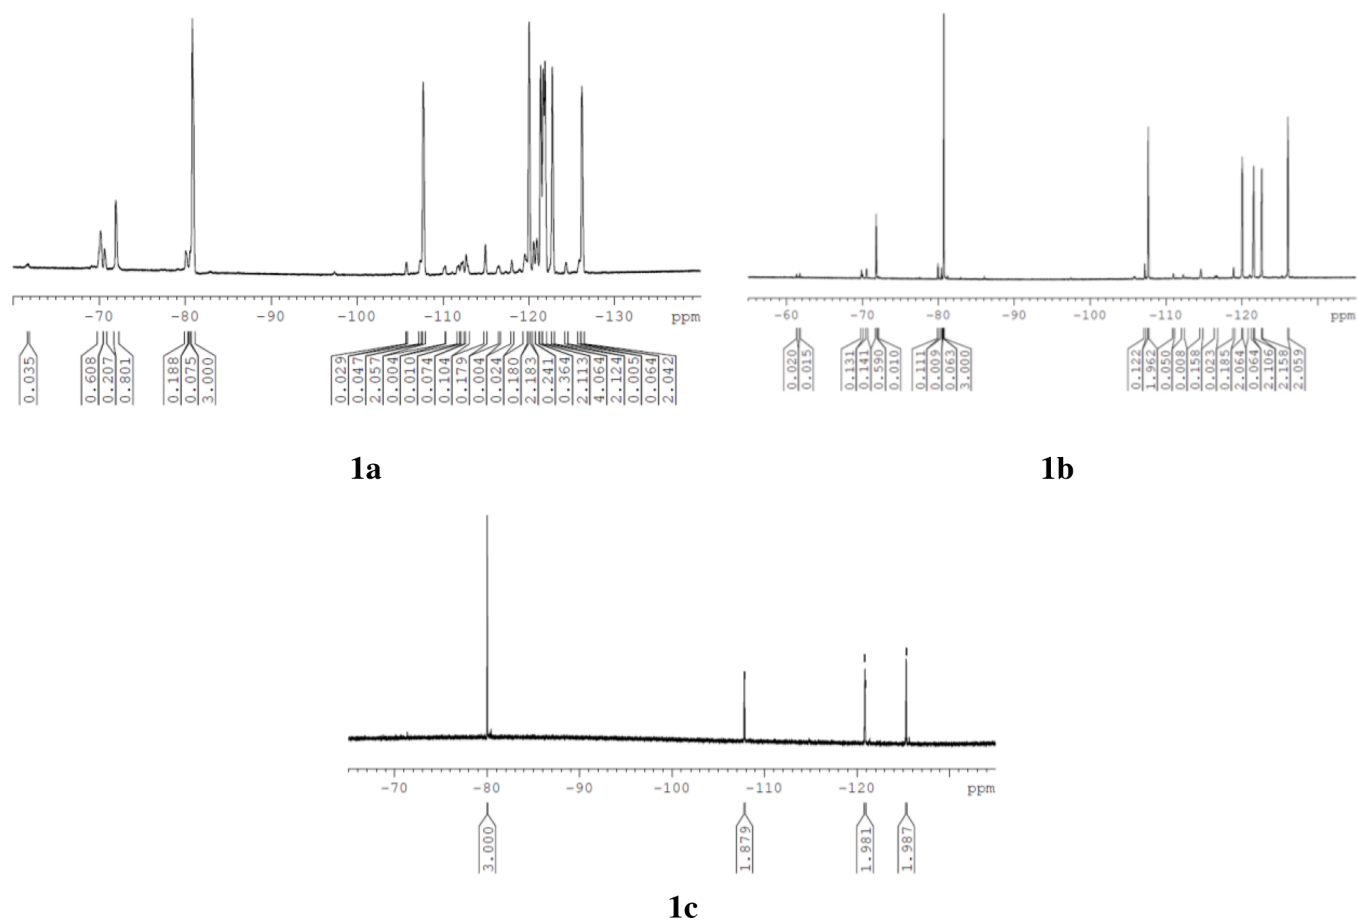 -70 -80 -90 -100 -110 -120 -130 ppm
0.035 0.608 0.207 0.801 0.188 0.075 3.000 0.029 0.047 2.057 0.004 0.010 0.074 0.104 0.179 0.004 0.024 0.180 2.183 0.241 0.364 2.113 4.064 2.124 0.005 0.064 2.042
1a
-60 -70 -80 -90 -100 -110 -120 ppm
0.020 0.015 0.131 0.141 0.590 0.010 0.111 0.009 0.063 3.000 0.122 1.962 0.050 0.008 0.158 0.023 0.185 2.064 0.064 2.106 2.158 2.059
1b
-70 -80 -90 -100 -110 -120 ppm
3.000 1.879 1.981 1.987
1c